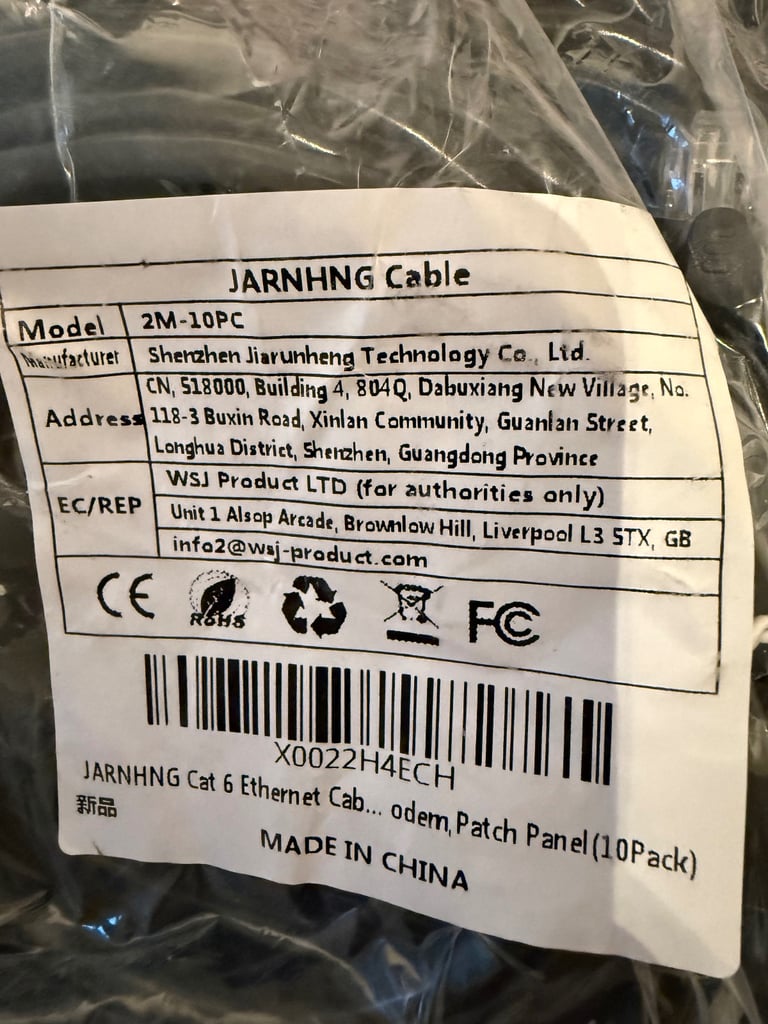 JARNHNG Cable
Model 2M-10PC
Manufacturer Shenzhen Jiarunheng Technology Co., Ltd.
Address CN, 518000, Building 4, 804Q, Dabuxiang New Village, No.
118-3 Buxin Road, Xinlan Community, Guanlan Street,
Longhua District, Shenzhen, Guangdong Province
EC/REP WSJ Product LTD (for authorities only)
Unit 1 Alsop Arcade, Brownlow Hill, Liverpool L3 5TX, GB
info2@wsj-product.com
CE RoHS FC
X0022H4ECH
JARNHNG Cat 6 Ethernet Cab... odem, Patch Panel(10Pack)
新品
MADE IN CHINA